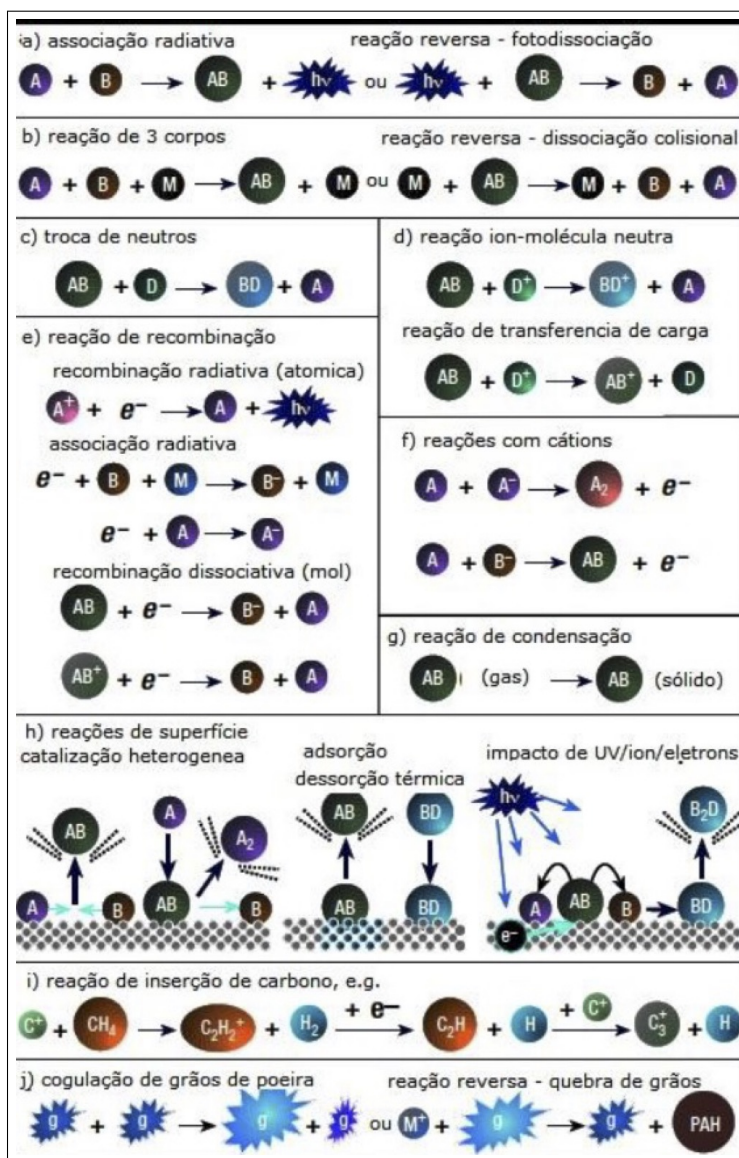 a) associação radiativa
reação reversa - fotodissociação
A + B → AB + hν ou hν + AB → B + A
b) reação de 3 corpos
reação reversa - dissociação colisional
A + B + M → AB + M ou M + AB → M + B + A
c) troca de neutros
AB + D → BD + A
d) reação ion-molécula neutra
AB + D⁺ → BD⁺ + A
reação de transferencia de carga
AB + D⁺ → AB⁺ + D
e) reação de recombinação
recombinação radiativa (atomica)
A⁺ + e⁻ → A + hν
associação radiativa
e⁻ + B + M → B⁻ + M
e⁻ + A → A⁻
recombinação dissociativa (mol)
AB + e⁻ → B⁻ + A
AB⁺ + e⁻ → B + A
f) reações com cátions
A + A⁻ → A₂ + e⁻
A + B⁻ → AB + e⁻
g) reação de condensação
AB (gas) → AB (sólido)
h) reações de superfície
catalização heterogenea
AB A A₂
A B AB B
adsorção
dessorção térmica
AB BD
AB BD
impacto de UV/ion/eletrons
hν B₂D
e⁻ A AB B BD
i) reação de inserção de carbono, e.g.
C⁺ + CH₄ → C₂H₂⁺ + H₂ + e⁻ → C₂H + H + C⁺ → C₃⁺ + H
j) cogulação de grãos de poeira
reação reversa - quebra de grãos
g + g → g + g ou M⁺ + g → g + PAH